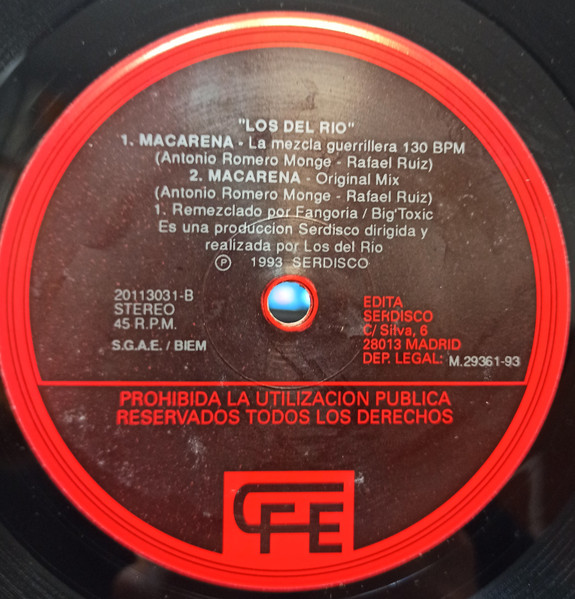 "LOS DEL RIO"
1. MACARENA - La mezcla guerrillera 130 BPM
(Antonio Romero Monge - Rafael Ruiz)
2. MACARENA - Original Mix
(Antonio Romero Monge - Rafael Ruiz)
1. Remezclado por Fangoria / Big'Toxic
Es una produccion Serdisco dirigida y
realizada por Los del Rio
Ⓟ 1993 SERDISCO
20113031-B
STEREO
45 R.P.M.
S.G.A.E. / BIEM
EDITA
SERDISCO
C/ Silva, 6
28013 MADRID
DEP. LEGAL: M.29361-93
PROHIBIDA LA UTILIZACION PUBLICA
RESERVADOS TODOS LOS DERECHOS
CFE